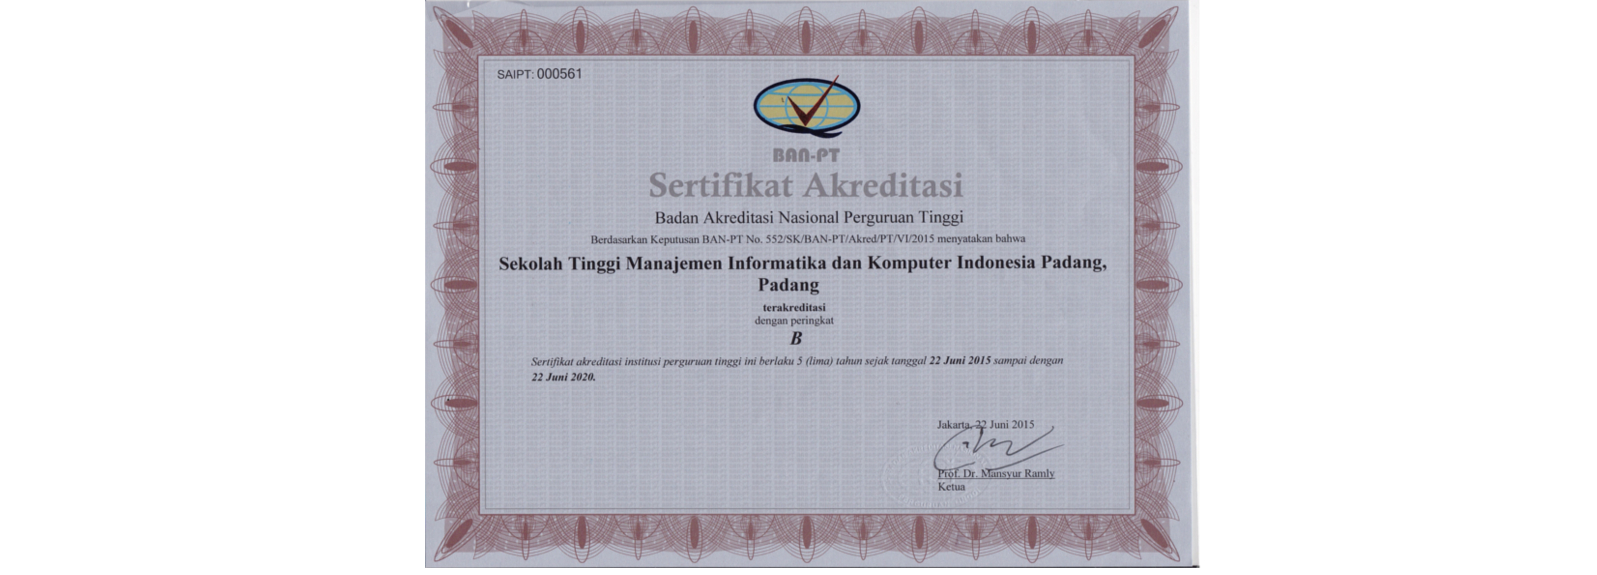 SAIPT: 000561
BAN-PT
Sertifikat Akreditasi
Badan Akreditasi Nasional Perguruan Tinggi
Berdasarkan Keputusan BAN-PT No. 552/SK/BAN-PT/Akred/PT/VI/2015 menyatakan bahwa
Sekolah Tinggi Manajemen Informatika dan Komputer Indonesia Padang,
Padang
terakreditasi
dengan peringkat
B
Sertifikat akreditasi institusi perguruan tinggi ini berlaku 5 (lima) tahun sejak tanggal 22 Juni 2015 sampai dengan
22 Juni 2020.
Jakarta, 22 Juni 2015
Prof. Dr. Mansyur Ramly
Ketua